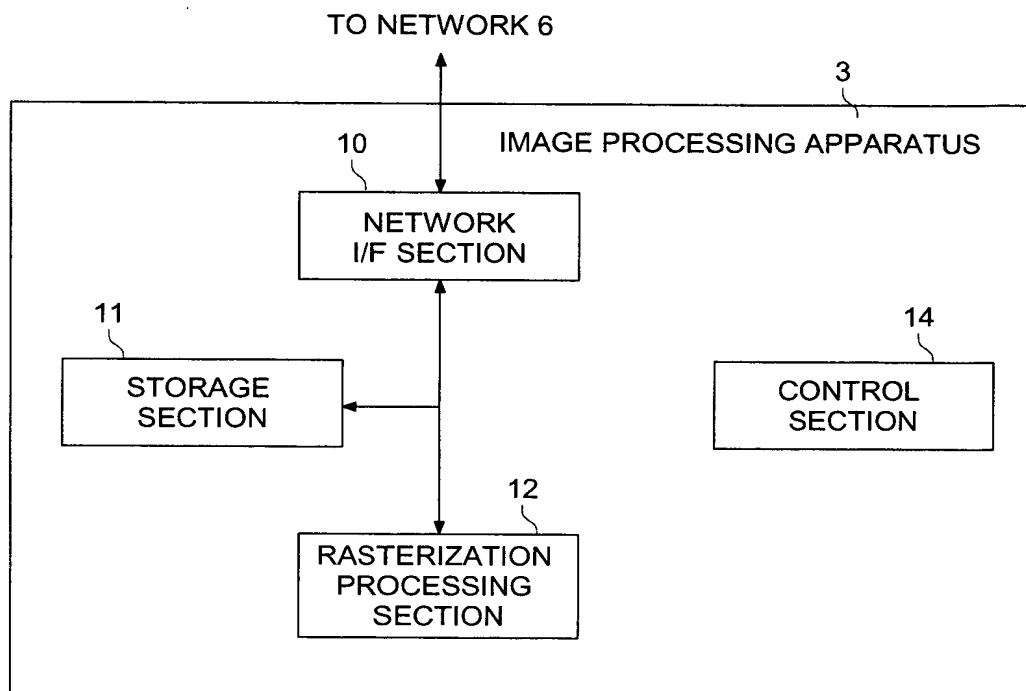 TO NETWORK 6
3
IMAGE PROCESSING APPARATUS
10
NETWORK
I/F SECTION
11
STORAGE
SECTION
14
CONTROL
SECTION
12
RASTERIZATION
PROCESSING
SECTION